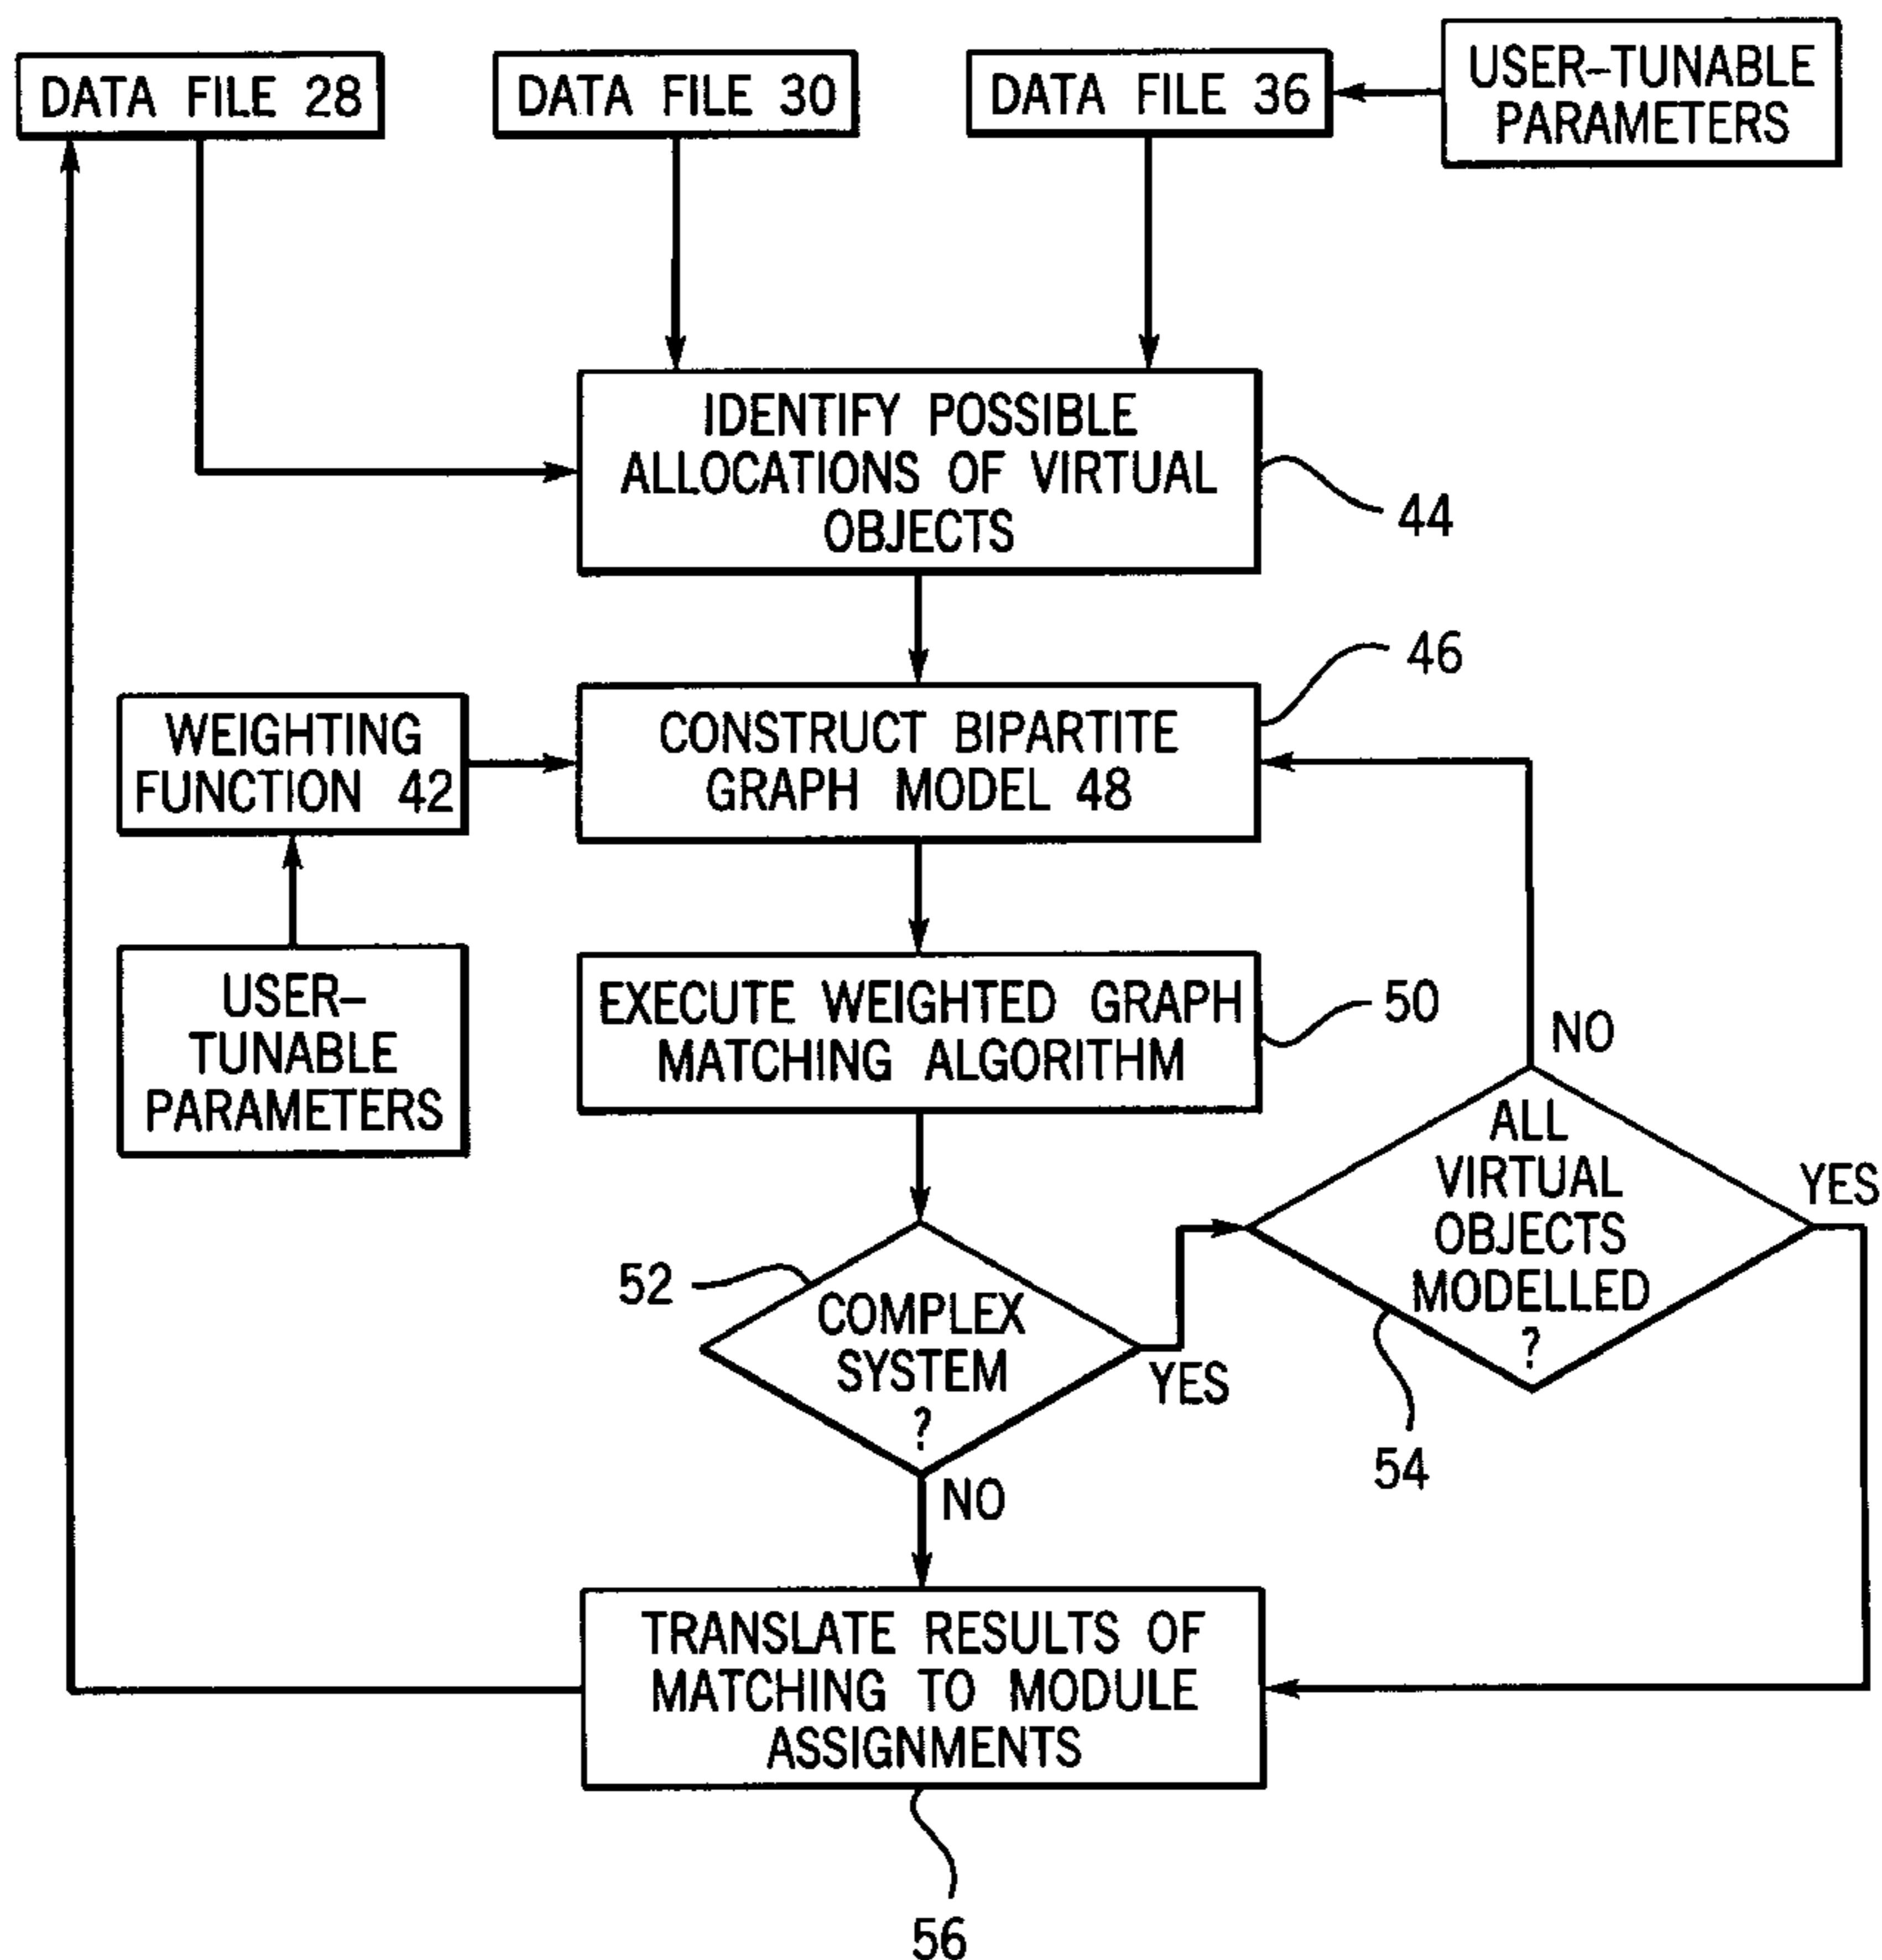 DATA FILE 28
DATA FILE 30
DATA FILE 36
USER-TUNABLE
PARAMETERS
IDENTIFY POSSIBLE
ALLOCATIONS OF VIRTUAL
OBJECTS
44
46
WEIGHTING
FUNCTION 42
CONSTRUCT BIPARTITE
GRAPH MODEL 48
USER-
TUNABLE
PARAMETERS
EXECUTE WEIGHTED GRAPH
MATCHING ALGORITHM
50
NO
ALL
VIRTUAL
OBJECTS
MODELLED
?
YES
54
52
COMPLEX
SYSTEM
?
YES
NO
TRANSLATE RESULTS OF
MATCHING TO MODULE
ASSIGNMENTS
56